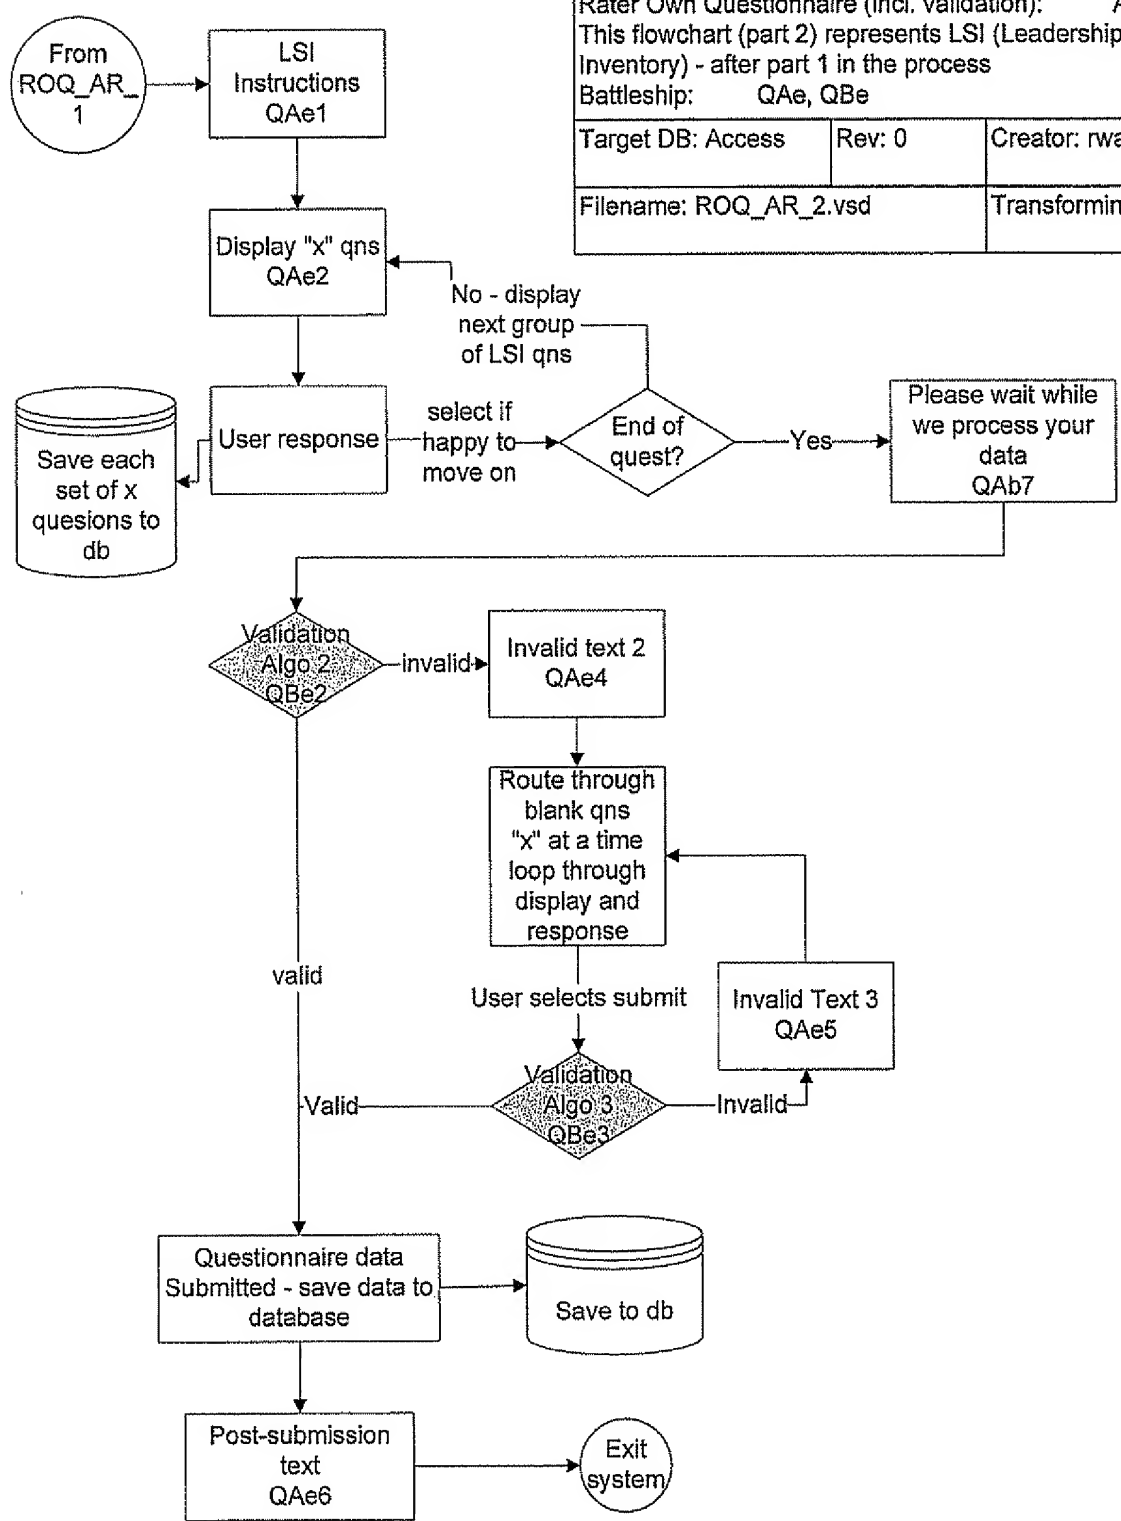 Rater Own Questionnaire (incl. validation):
This flowchart (part 2) represents LSI (Leadership
Inventory) - after part 1 in the process
Battleship: QAe, QBe
Target DB: Access
Rev: 0
Creator: rwa
Filename: ROQ_AR_2.vsd
Transformin
From
ROQ_AR_
1
LSI
Instructions
QAe1
Display "x" qns
QAe2
No - display
next group
of LSI qns
User response
Save each
set of x
quesions to
db
select if
happy to
move on
End of
quest?
Yes
Please wait while
we process your
data
QAb7
Validation
Algo 2
QBe2
invalid
Invalid text 2
QAe4
Route through
blank qns
"x" at a time
loop through
display and
response
valid
User selects submit
Invalid Text 3
QAe5
Validation
Algo 3
QBe3
Valid
Invalid
Questionnaire data
Submitted - save data to
database
Save to db
Post-submission
text
QAe6
Exit
system